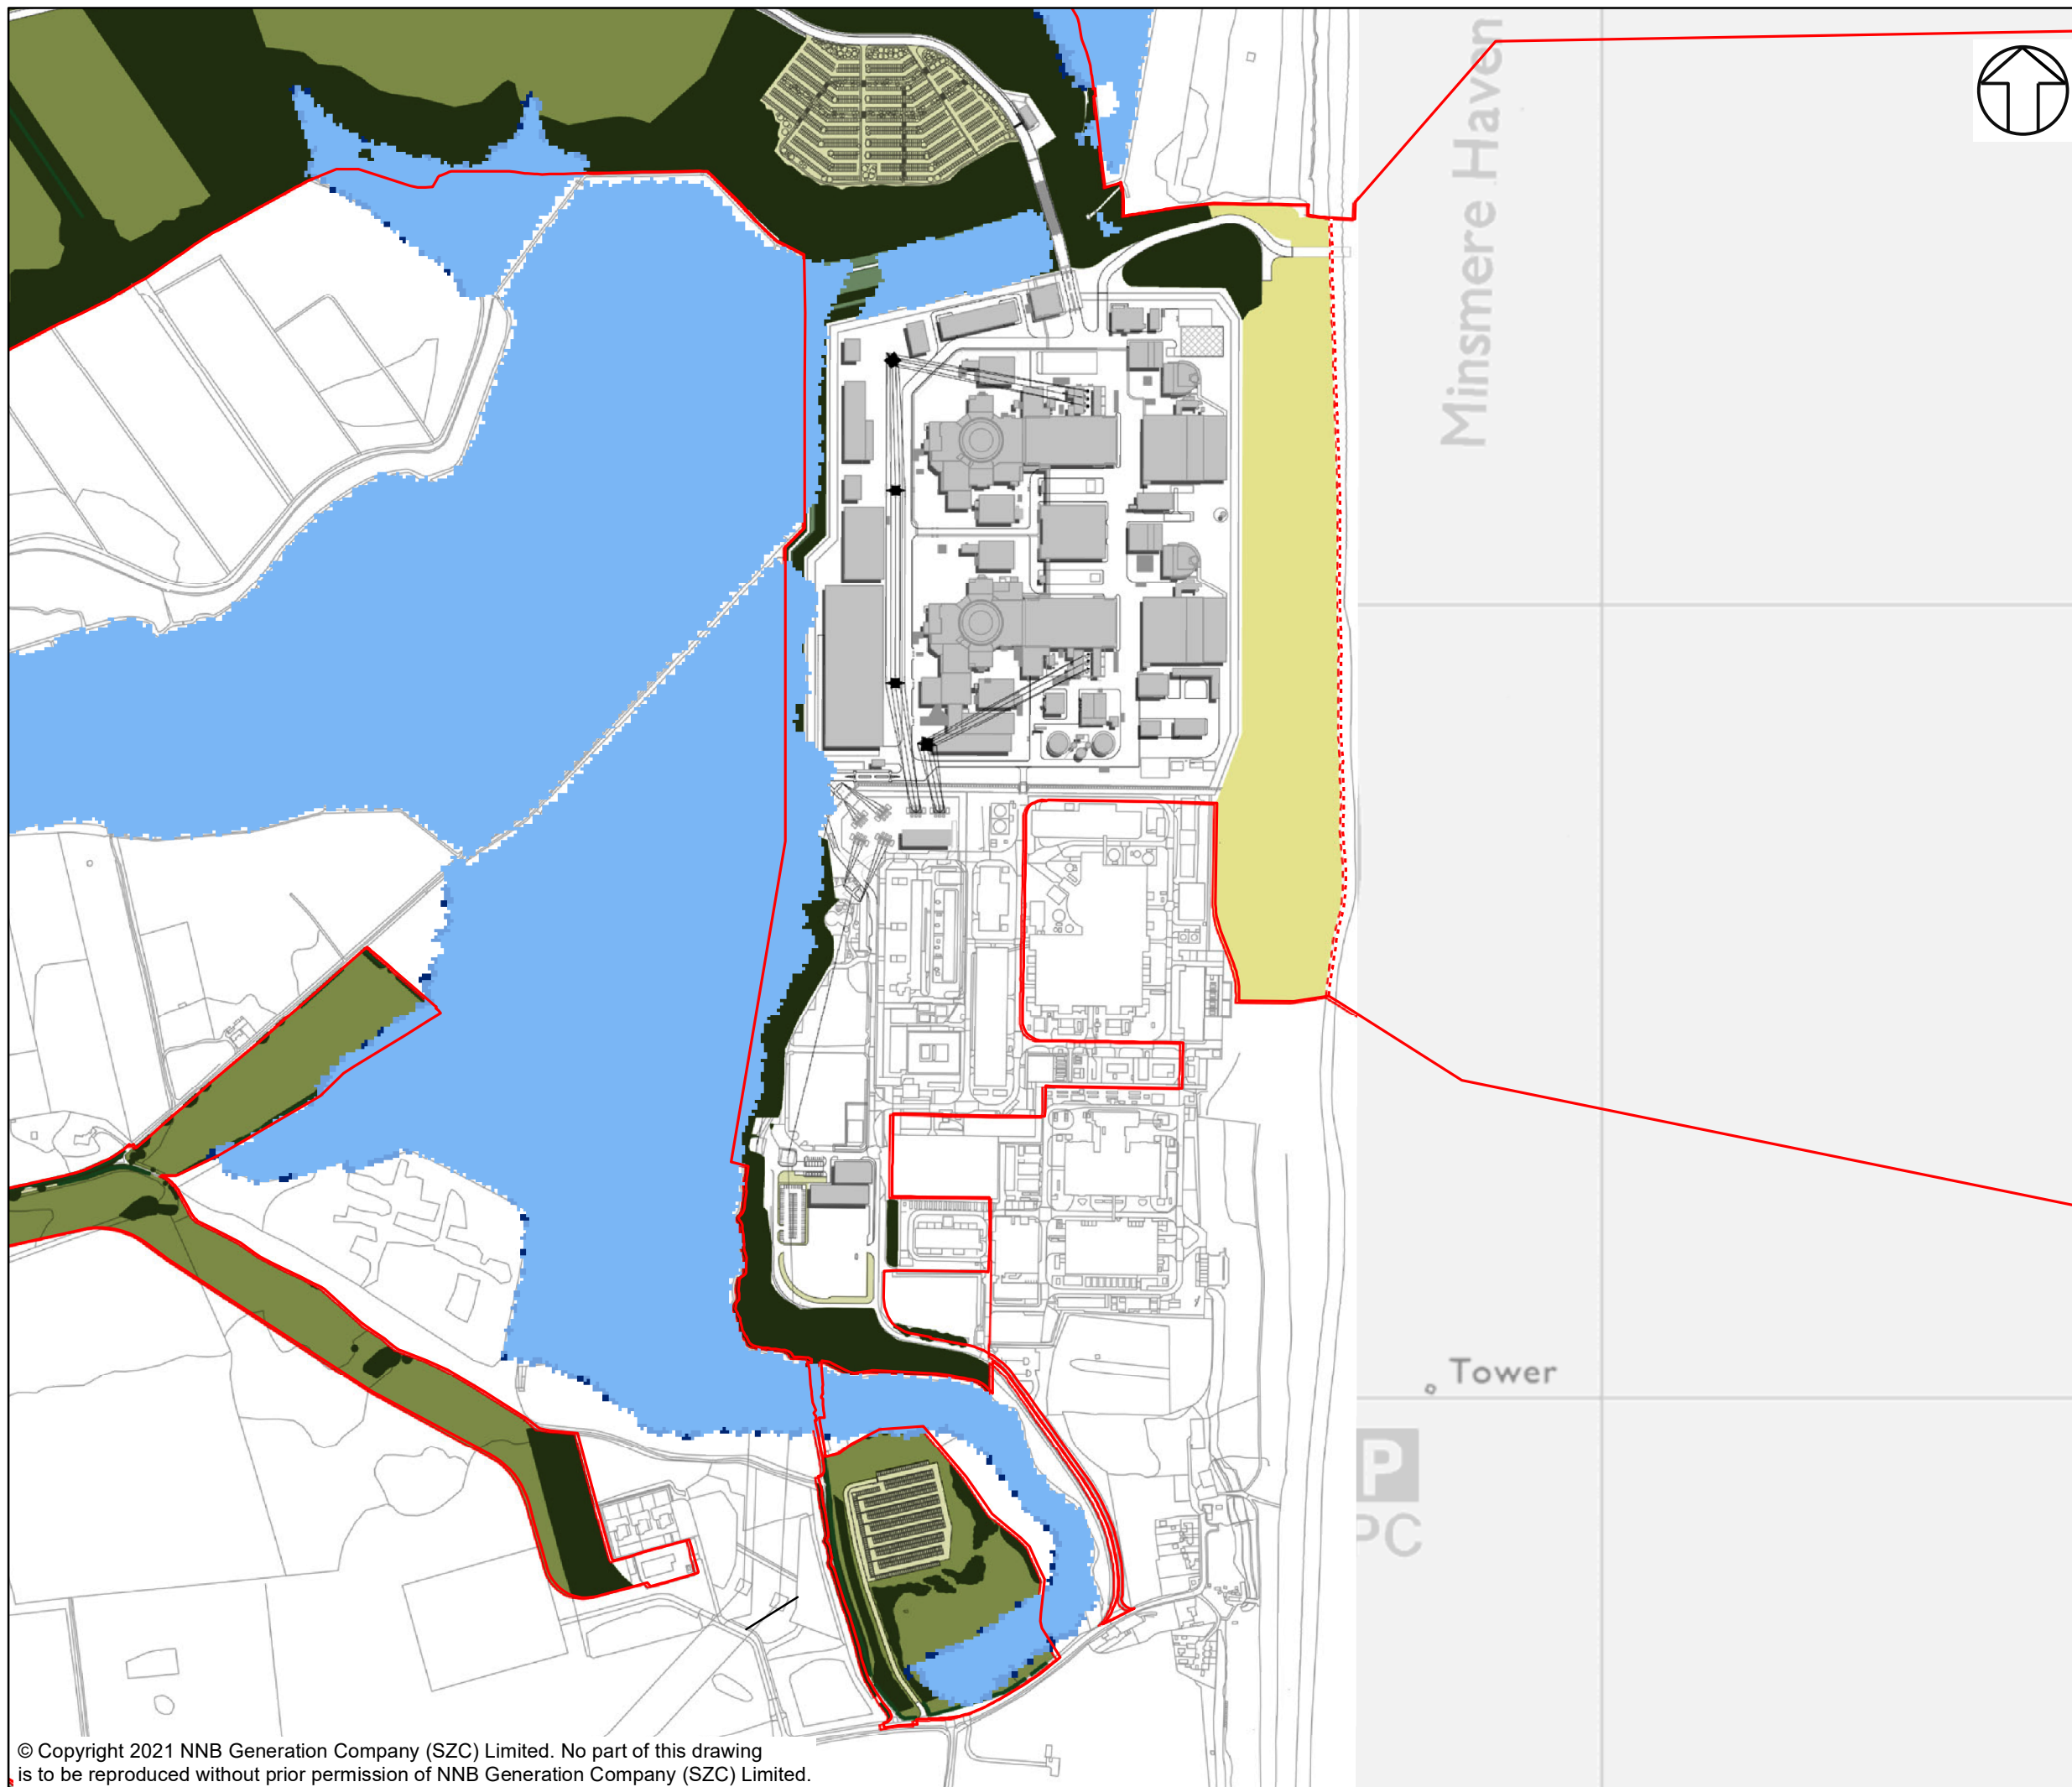 Minsmere Haven
Tower
P
PC
© Copyright 2021 NNB Generation Company (SZC) Limited. No part of this drawing
is to be reproduced without prior permission of NNB Generation Company (SZC) Limited.